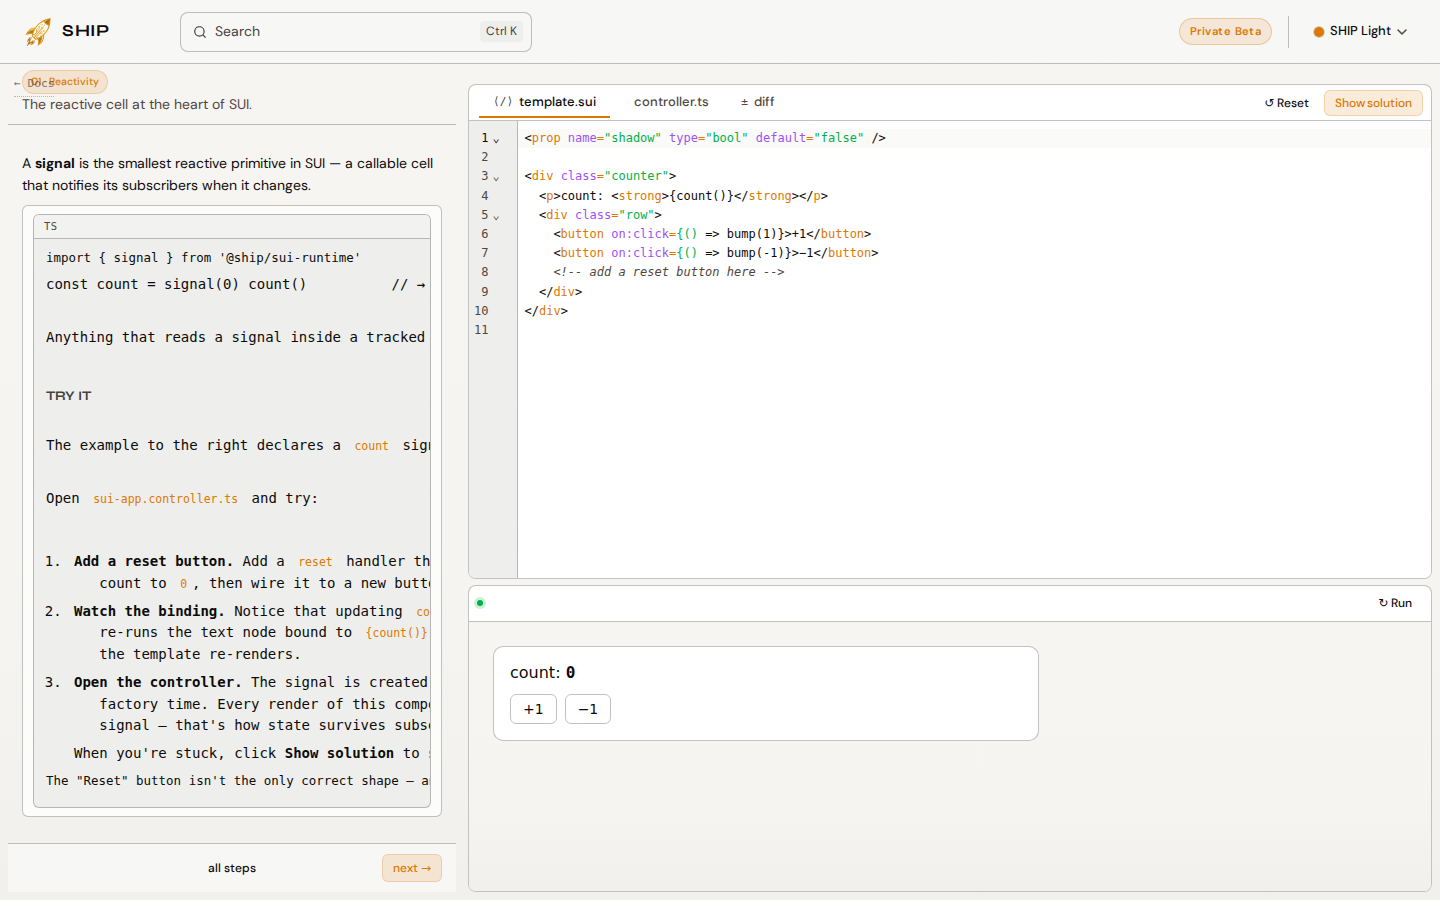 SHIP
Search
Ctrl K
Private Beta
SHIP Light
← Docs
Reactivity
The reactive cell at the heart of SUI.
A signal is the smallest reactive primitive in SUI — a callable cell
that notifies its subscribers when it changes.
TS
import { signal } from '@ship/sui-runtime'
const count = signal(0) count() // →
Anything that reads a signal inside a tracked
TRY IT
The example to the right declares a count
Open sui-app.controller.ts and try:
1. Add a reset button. Add a reset handler
count to 0, then wire it to a new
2. Watch the binding. Notice that updating
re-runs the text node bound to {count()}
the template re-renders.
3. Open the controller. The signal is created
factory time. Every render of this
signal — that's how state survives
When you're stuck, click Show solution to
The "Reset" button isn't the only correct shape —
all steps
next →
⟨/⟩ template.sui
controller.ts
± diff
↺ Reset
Show solution
1 <prop name="shadow" type="bool" default="false" />
2
3 <div class="counter">
4 <p>count: <strong>{count()}</strong></p>
5 <div class="row">
6 <button on:click={() => bump(1)}>+1</button>
7 <button on:click={() => bump(-1)}>−1</button>
8 <!-- add a reset button here -->
9 </div>
10 </div>
11
↻ Run
count: 0
+1
−1